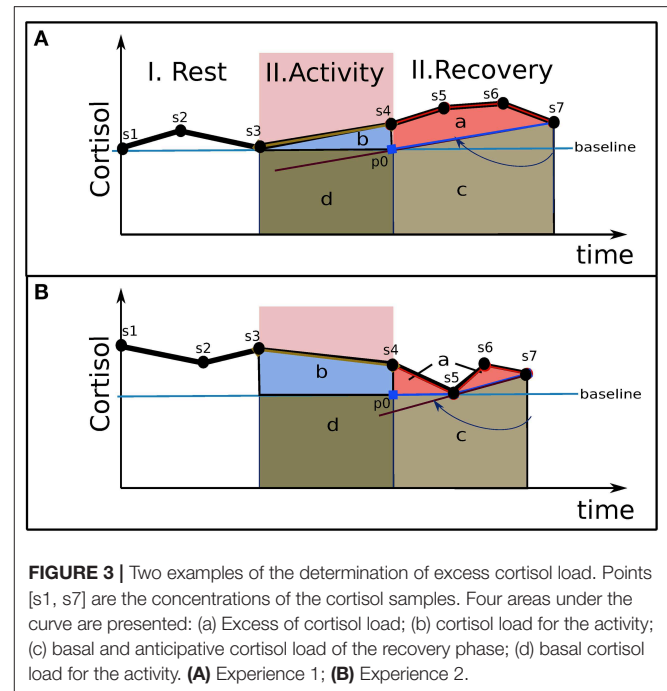 A
I. Rest
II.Activity
II.Recovery
s1
s2
s3
s4
s5
s6
s7
a
b
p0
baseline
d
c
Cortisol
time
B
s1
s2
s3
s4
a
s6
s5
s7
b
p0
baseline
d
c
Cortisol
time
FIGURE 3 | Two examples of the determination of excess cortisol load. Points
[s1, s7] are the concentrations of the cortisol samples. Four areas under the
curve are presented: (a) Excess of cortisol load; (b) cortisol load for the activity;
(c) basal and anticipative cortisol load of the recovery phase; (d) basal cortisol
load for the activity. (A) Experience 1; (B) Experience 2.